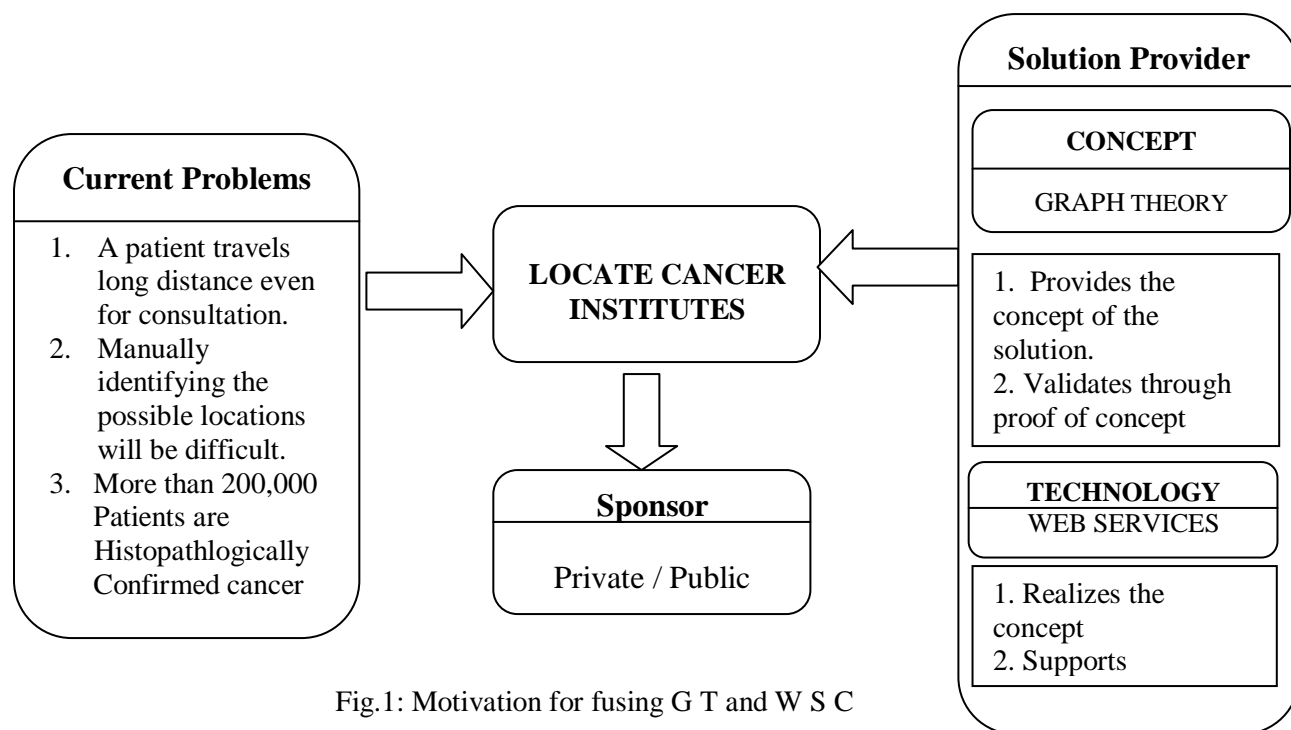 Current Problems
1. A patient travels
long distance even
for consultation.
2. Manually
identifying the
possible locations
will be difficult.
3. More than 200,000
Patients are
Histopathlogically
Confirmed cancer
LOCATE CANCER
INSTITUTES
Sponsor
Private / Public
Solution Provider
CONCEPT
GRAPH THEORY
1. Provides the
concept of the
solution.
2. Validates through
proof of concept
TECHNOLOGY
WEB SERVICES
1. Realizes the
concept
2. Supports
Fig.1: Motivation for fusing G T and W S C